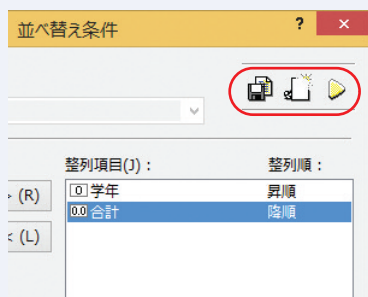 並べ替え条件 ? ×
整列項目(J)： 整列順：
> (R) 0 学年 昇順
< (L) 0.0 合計 降順